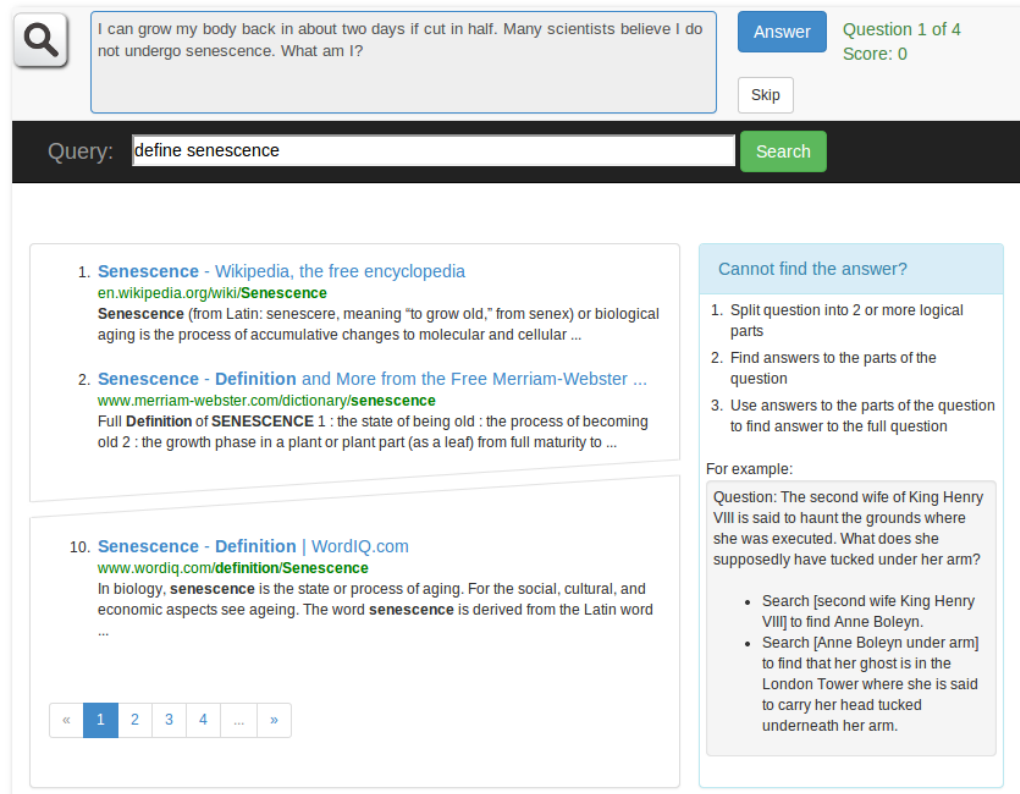 I can grow my body back in about two days if cut in half. Many scientists believe I do
not undergo senescence. What am I?
Answer
Question 1 of 4
Score: 0
Skip
Query:
define senescence
Search
1. Senescence - Wikipedia, the free encyclopedia
en.wikipedia.org/wiki/Senescence
Senescence (from Latin: senescere, meaning “to grow old,” from senex) or biological
aging is the process of accumulative changes to molecular and cellular ...
2. Senescence - Definition and More from the Free Merriam-Webster ...
www.merriam-webster.com/dictionary/senescence
Full Definition of SENESCENCE 1 : the state of being old : the process of becoming
old 2 : the growth phase in a plant or plant part (as a leaf) from full maturity to ...
10. Senescence - Definition | WordIQ.com
www.wordiq.com/definition/Senescence
In biology, senescence is the state or process of aging. For the social, cultural, and
economic aspects see ageing. The word senescence is derived from the Latin word
...
« 1 2 3 4 ... »
Cannot find the answer?
1. Split question into 2 or more logical
parts
2. Find answers to the parts of the
question
3. Use answers to the parts of the question
to find answer to the full question
For example:
Question: The second wife of King Henry
VIII is said to haunt the grounds where
she was executed. What does she
supposedly have tucked under her arm?
• Search [second wife King Henry
VIII] to find Anne Boleyn.
• Search [Anne Boleyn under arm]
to find that her ghost is in the
London Tower where she is said
to carry her head tucked
underneath her arm.